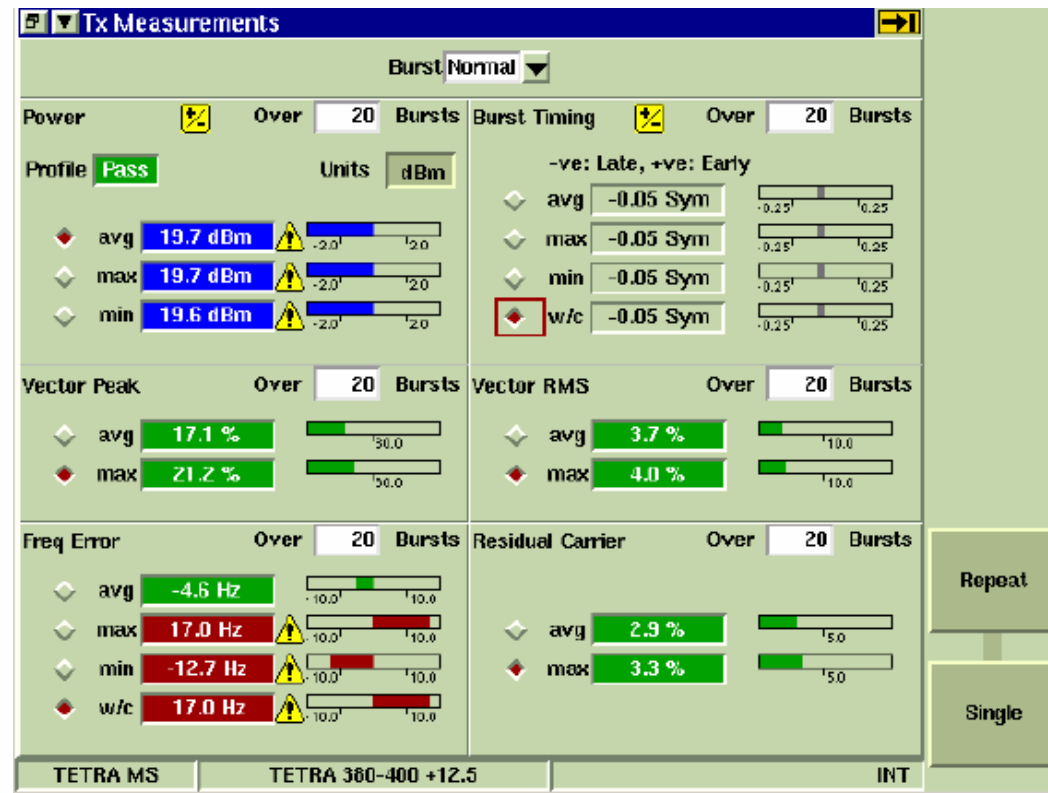 Tx Measurements
Burst Normal
Power Over 20 Bursts
Profile Pass Units dBm
avg 19.7 dBm -2.0 2.0
max 19.7 dBm -2.0 2.0
min 19.6 dBm -2.0 2.0
Burst Timing Over 20 Bursts
-ve: Late, +ve: Early
avg -0.05 Sym -0.25 0.25
max -0.05 Sym -0.25 0.25
min -0.05 Sym -0.25 0.25
w/c -0.05 Sym -0.25 0.25
Vector Peak Over 20 Bursts
avg 17.1 % 30.0
max 21.2 % 30.0
Vector RMS Over 20 Bursts
avg 3.7 % 10.0
max 4.0 % 10.0
Freq Error Over 20 Bursts
avg -4.6 Hz -10.0 10.0
max 17.0 Hz -10.0 10.0
min -12.7 Hz -10.0 10.0
w/c 17.0 Hz -10.0 10.0
Residual Carrier Over 20 Bursts
avg 2.9 % 5.0
max 3.3 % 5.0
Repeat
Single
TETRA MS TETRA 380-400 +12.5 INT